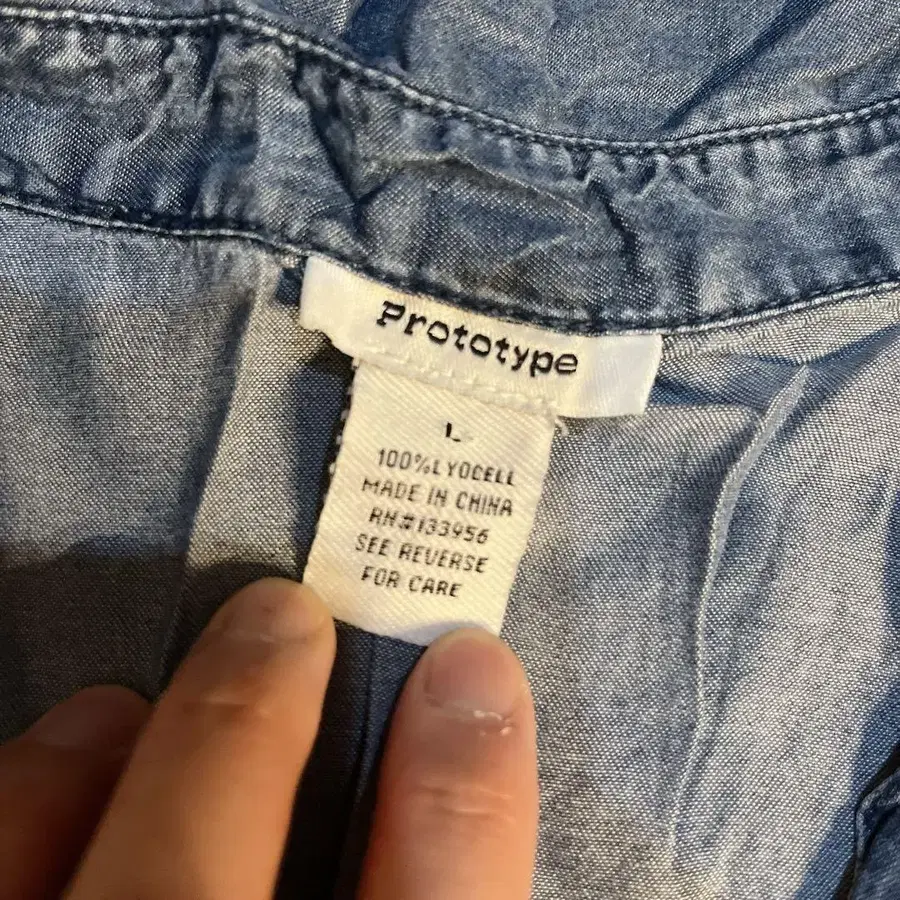 Prototype
L
100%LYOCELL
MADE IN CHINA
RN#133956
SEE REVERSE
FOR CARE